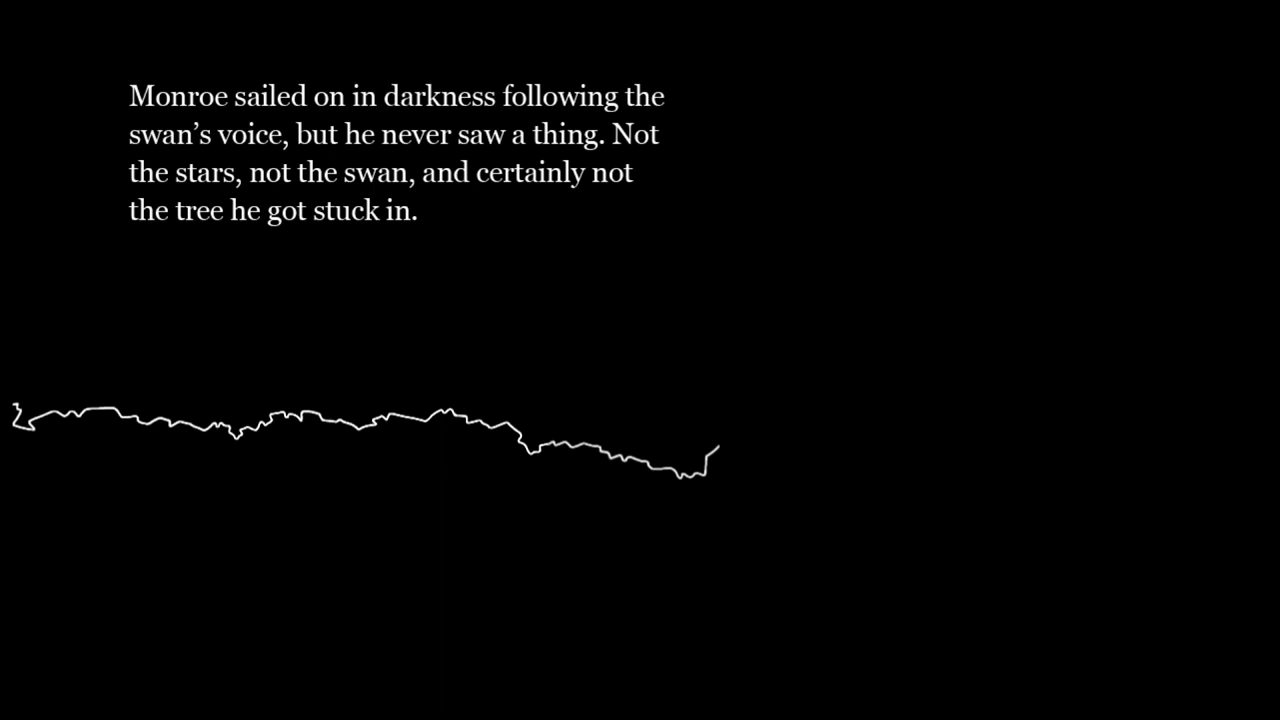 Monroe sailed on in darkness following the
swan’s voice, but he never saw a thing. Not
the stars, not the swan, and certainly not
the tree he got stuck in.